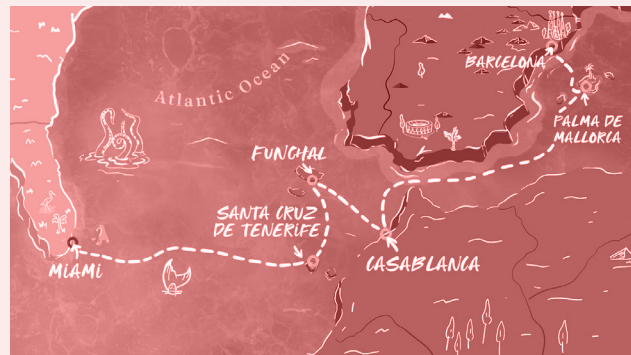 Atlantic Ocean
BARCELONA
PALMA DE
MALLORCA
FUNCHAL
SANTA CRUZ
DE TENERIFE
CASABLANCA
MIAMI